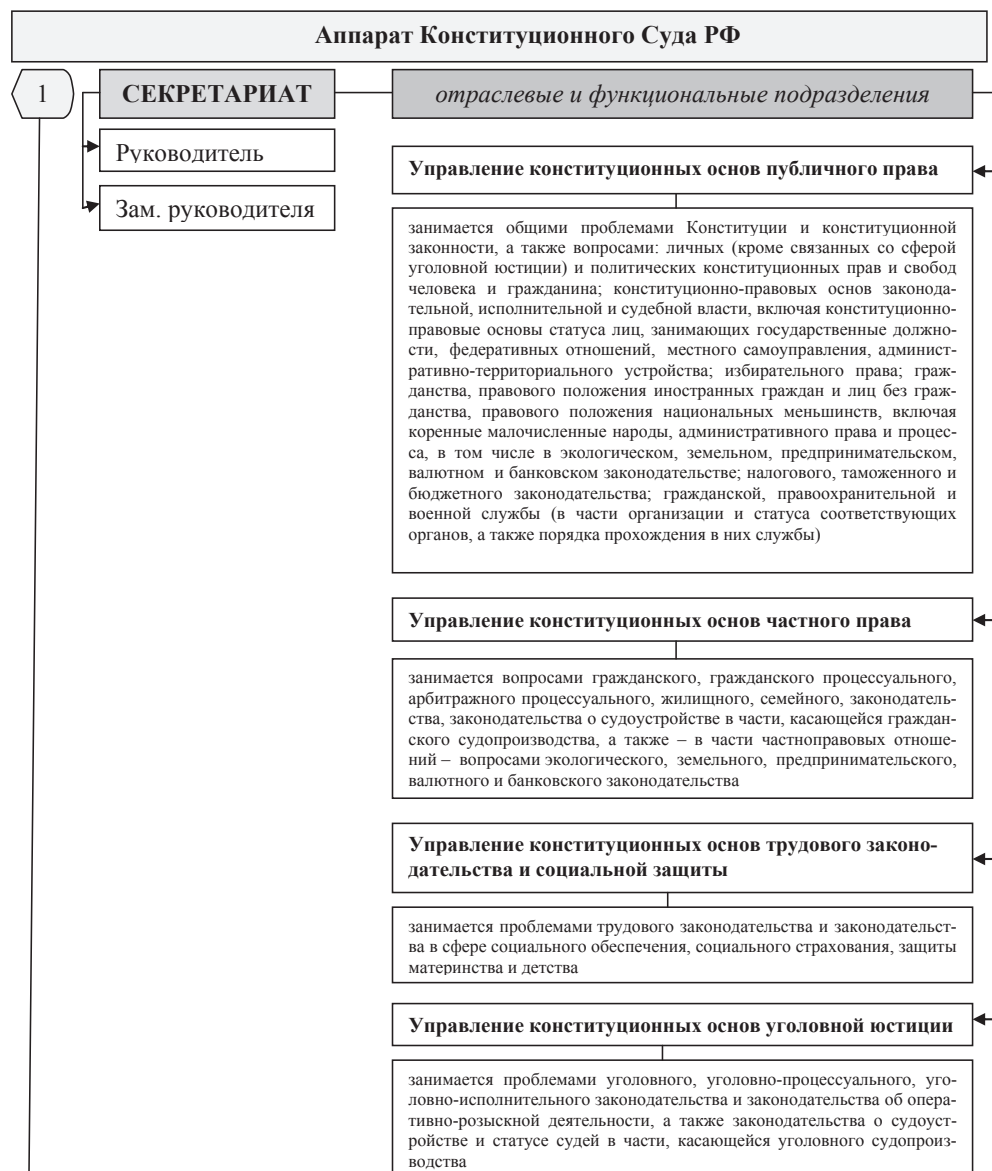 Аппарат Конституционного Суда РФ
1
СЕКРЕТАРИАТ
отраслевые и функциональные подразделения
Руководитель
Зам. руководителя
Управление конституционных основ публичного права
занимается общими проблемами Конституции и конституционной
законности, а также вопросами: личных (кроме связанных со сферой
уголовной юстиции) и политических конституционных прав и свобод
человека и гражданина; конституционно-правовых основ законода-
тельной, исполнительной и судебной власти, включая конституционно-
правовые основы статуса лиц, занимающих государственные должно-
сти, федеративных отношений, местного самоуправления, админист-
ративно-территориального устройства; избирательного права; граж-
данства, правового положения иностранных граждан и лиц без граж-
данства, правового положения национальных меньшинств, включая
коренные малочисленные народы, административного права и процес-
са, в том числе в экологическом, земельном, предпринимательском,
валютном и банковском законодательстве; налогового, таможенного и
бюджетного законодательства; гражданской, правоохранительной и
военной службы (в части организации и статуса соответствующих
органов, а также порядка прохождения в них службы)
Управление конституционных основ частного права
занимается вопросами гражданского, гражданского процессуального,
арбитражного процессуального, жилищного, семейного, законодатель-
ства, законодательства о судоустройстве в части, касающейся граждан-
ского судопроизводства, а также – в части частноправовых отноше-
ний – вопросами экологического, земельного, предпринимательского,
валютного и банковского законодательства
Управление конституционных основ трудового законо-
дательства и социальной защиты
занимается проблемами трудового законодательства и законодательст-
ва в сфере социального обеспечения, социального страхования, защиты
материнства и детства
Управление конституционных основ уголовной юстиции
занимается проблемами уголовного, уголовно-процессуального, уго-
ловно-исполнительного законодательства и законодательства об опера-
тивно-розыскной деятельности, а также законодательства о судоуст-
ройстве и статусе судей в части, касающейся уголовного судопроиз-
водства